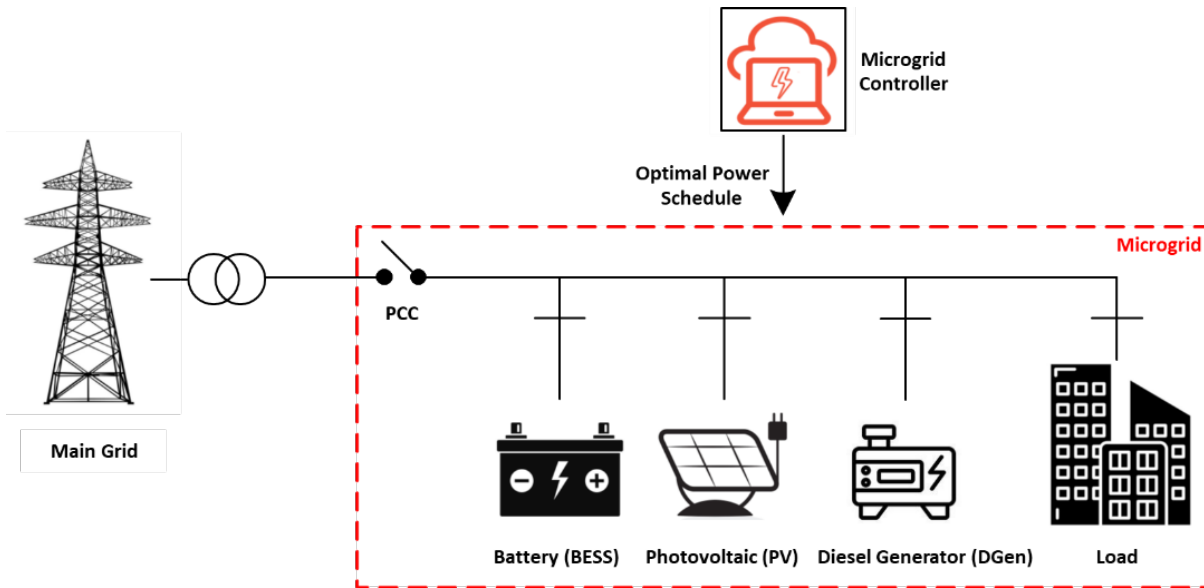 Microgrid
Controller
Optimal Power
Schedule
Microgrid
PCC
Main Grid
Battery (BESS)
Photovoltaic (PV)
Diesel Generator (DGen)
Load